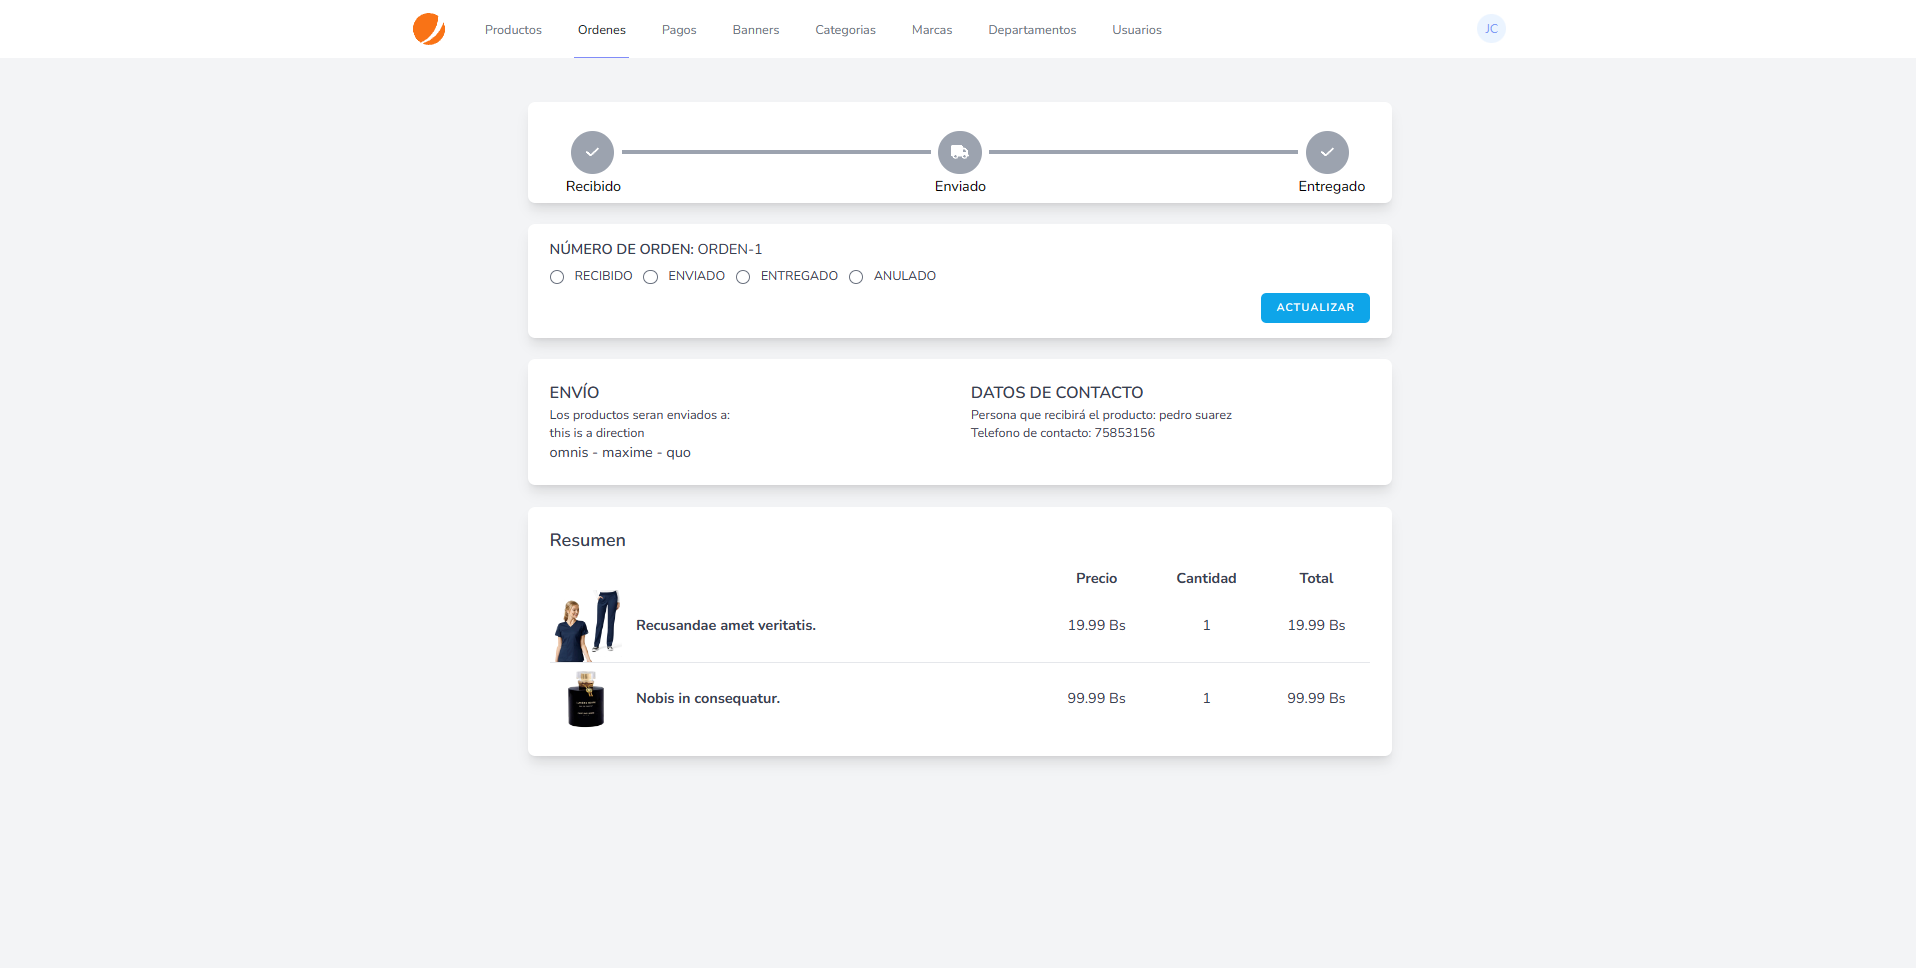 Productos Ordenes Pagos Banners Categorias Marcas Departamentos Usuarios JC
Recibido Enviado Entregado
NÚMERO DE ORDEN: ORDEN-1
RECIBIDO ENVIADO ENTREGADO ANULADO
ACTUALIZAR
ENVÍO
Los productos seran enviados a:
this is a direction
omnis - maxime - quo
DATOS DE CONTACTO
Persona que recibirá el producto: pedro suarez
Telefono de contacto: 75853156
Resumen
Precio Cantidad Total
Recusandae amet veritatis. 19.99 Bs 1 19.99 Bs
Nobis in consequatur. 99.99 Bs 1 99.99 Bs